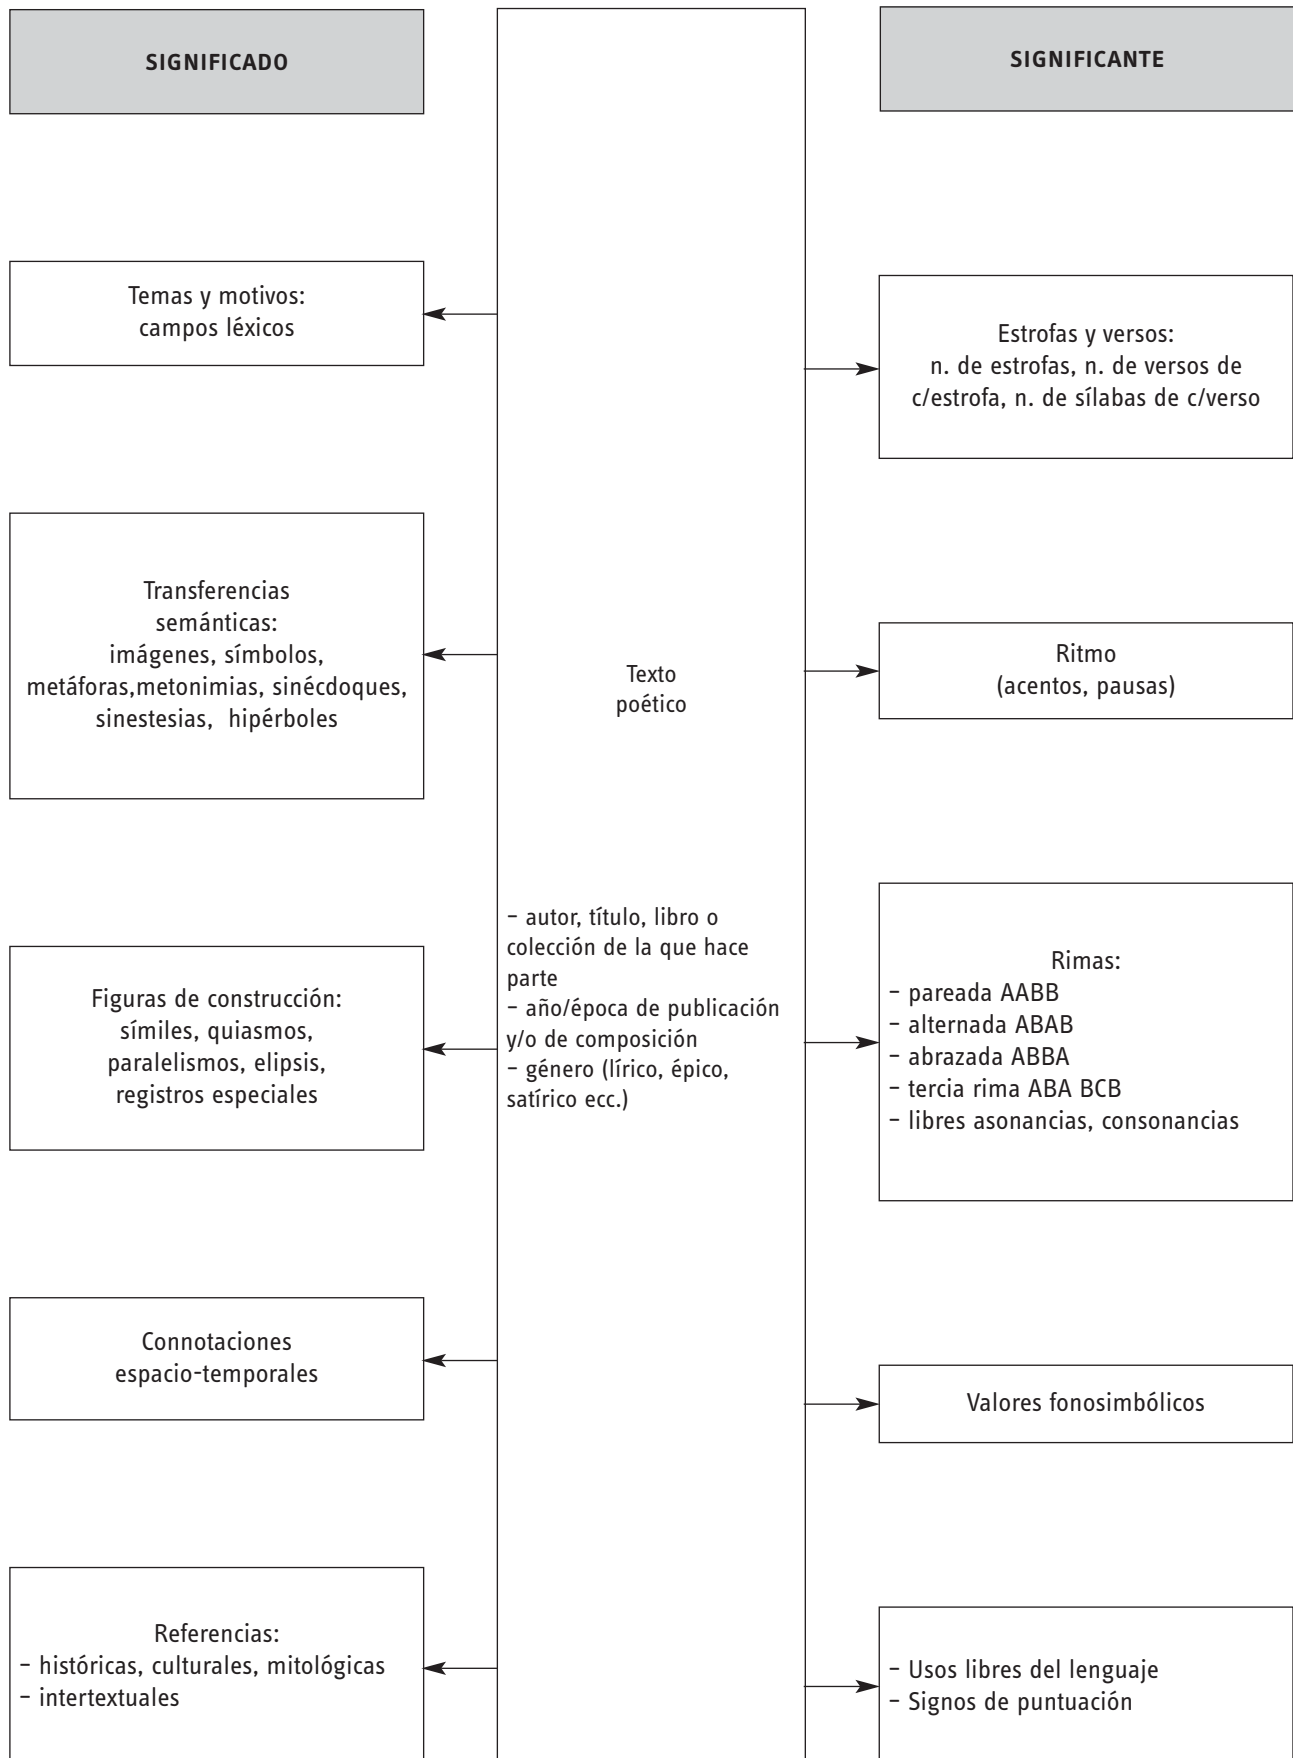 SIGNIFICADO
Temas y motivos:
campos léxicos
Transferencias
semánticas:
imágenes, símbolos,
metáforas,metonimias, sinécdoques,
sinestesias, hipérboles
Figuras de construcción:
símiles, quiasmos,
paralelismos, elipsis,
registros especiales
Connotaciones
espacio-temporales
Referencias:
– históricas, culturales, mitológicas
– intertextuales
Texto
poético
– autor, título, libro o
colección de la que hace
parte
– año/época de publicación
y/o de composición
– género (lírico, épico,
satírico ecc.)
SIGNIFICANTE
Estrofas y versos:
n. de estrofas, n. de versos de
c/estrofa, n. de sílabas de c/verso
Ritmo
(acentos, pausas)
Rimas:
– pareada AABB
– alternada ABAB
– abrazada ABBA
– tercia rima ABA BCB
– libres asonancias, consonancias
Valores fonosimbólicos
– Usos libres del lenguaje
– Signos de puntuación